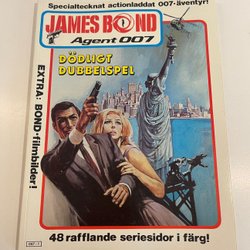 Specialtecknat actionladdat 007-äventyr!
JAMES BOND
Agent 007
DÖDLIGT
DUBBELSPEL
EXTRA: BOND-filmbilder!
48 rafflande seriesidor i färg!